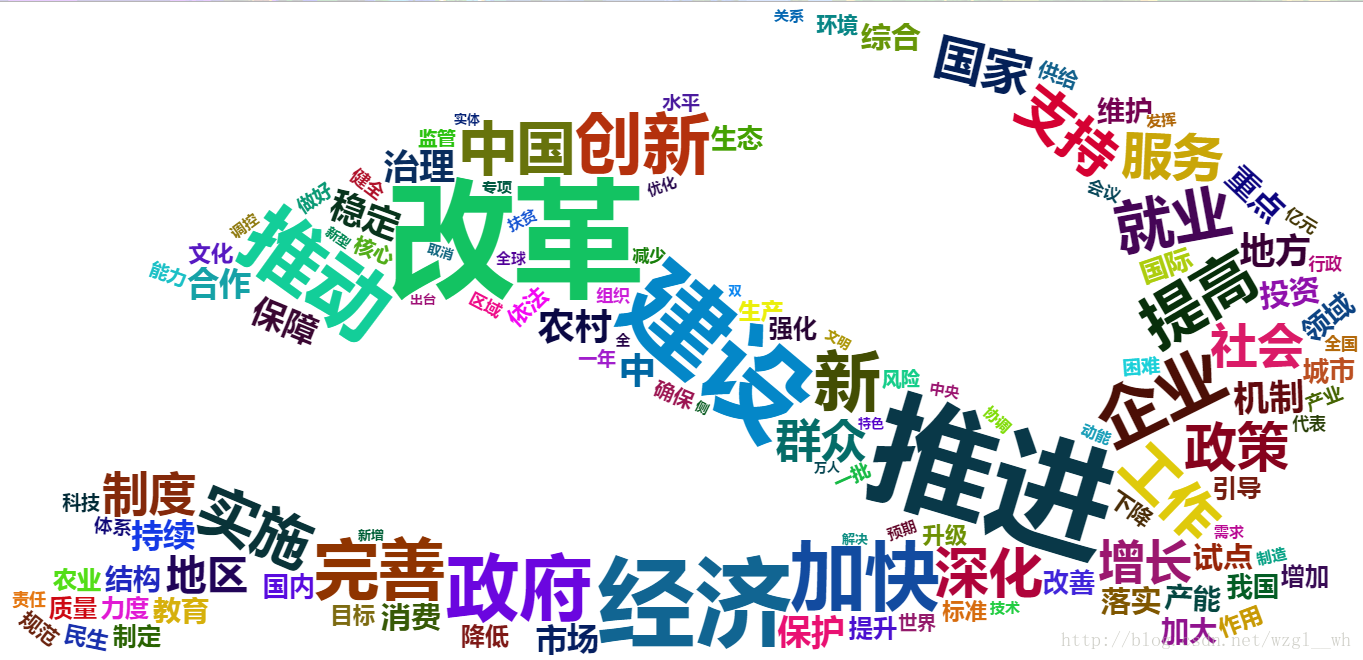 关系
环境
综合
国家
供给
支持
维护
发挥
服务
会议
重点
亿元
就业
地方
行政
国际
提高
投资
领域
全国
社会
城市
困难
企业
机制
产业
代表
政策
引导
工作
动能
下降
需求
水平
实体
监管
中国
创新
生态
治理
专项
优化
健全
做好
稳定
改革
扶贫
调控
新型
核心
取消
全球
减少
文化
推动
能力
合作
出台
区域
依法
组织
保障
农村
全
一年
中
确保
侧
建设
双
生产
强化
文明
新
风险
中央
协调
群众
特色
万人
一批
推进
制度
科技
实施
体系
持续
新增
完善
农业
结构
地区
国内
政府
经济
解决
预期
升级
加快
深化
改善
增长
试点
制造
我国
增加
责任
质量
力度
教育
目标
消费
规范
民生
制定
降低
市场
保护
提升
世界
标准
技术
落实
产能
作用
加大
http://blog.csdn.net/wzgl__wh